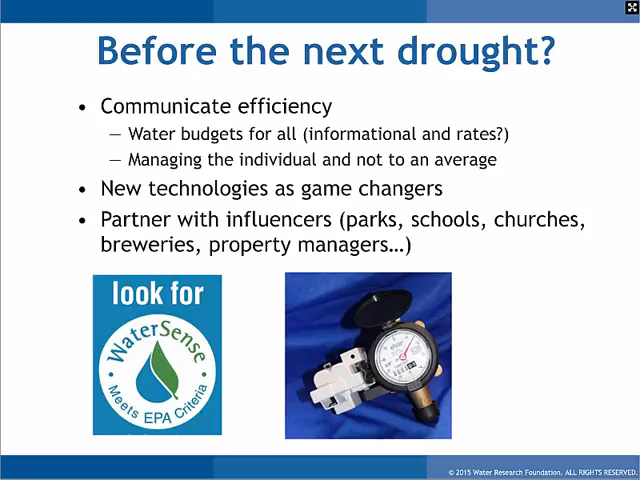 Before the next drought?
• Communicate efficiency
– Water budgets for all (informational and rates?)
– Managing the individual and not to an average
• New technologies as game changers
• Partner with influencers (parks, schools, churches,
breweries, property managers…)
look for
WaterSense
Meets EPA Criteria
© 2015 Water Research Foundation. ALL RIGHTS RESERVED.